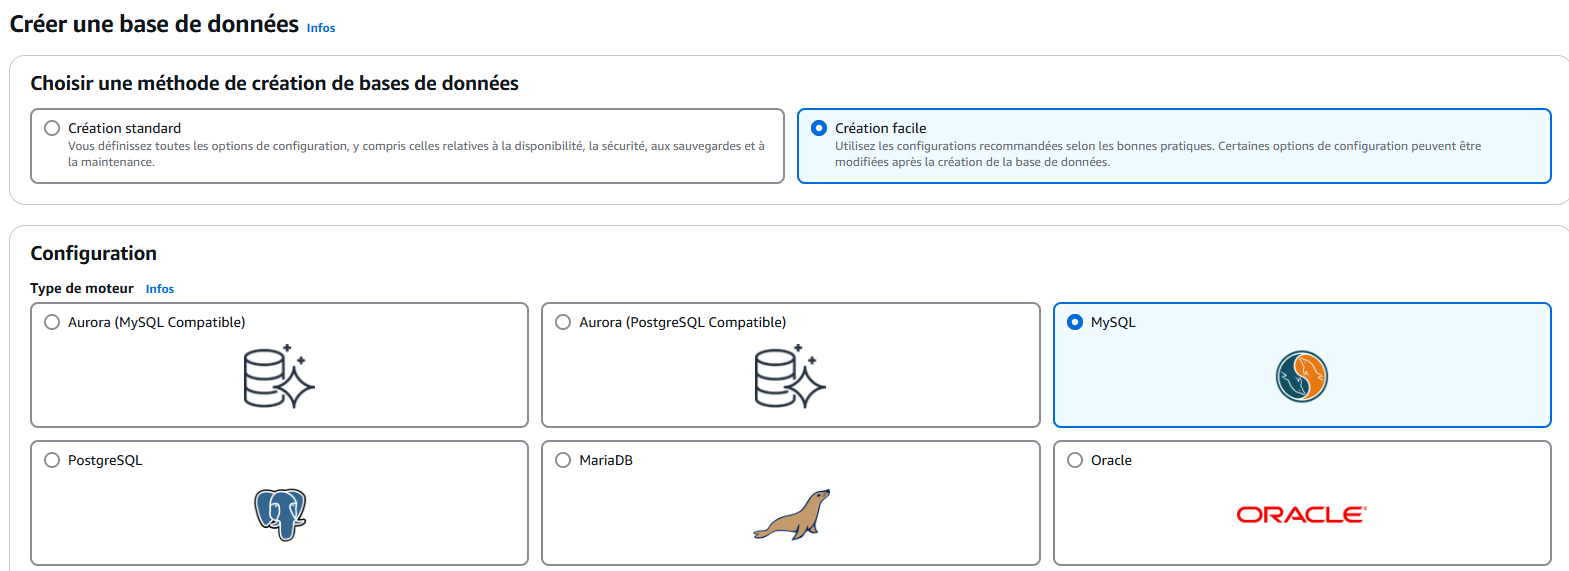 Créer une base de données Infos
Choisir une méthode de création de bases de données
Création standard
Vous définissez toutes les options de configuration, y compris celles relatives à la disponibilité, la sécurité, aux sauvegardes et à
la maintenance.
Création facile
Utilisez les configurations recommandées selon les bonnes pratiques. Certaines options de configuration peuvent être
modifiées après la création de la base de données.
Configuration
Type de moteur Infos
Aurora (MySQL Compatible)
Aurora (PostgreSQL Compatible)
MySQL
PostgreSQL
MariaDB
Oracle
ORACLE